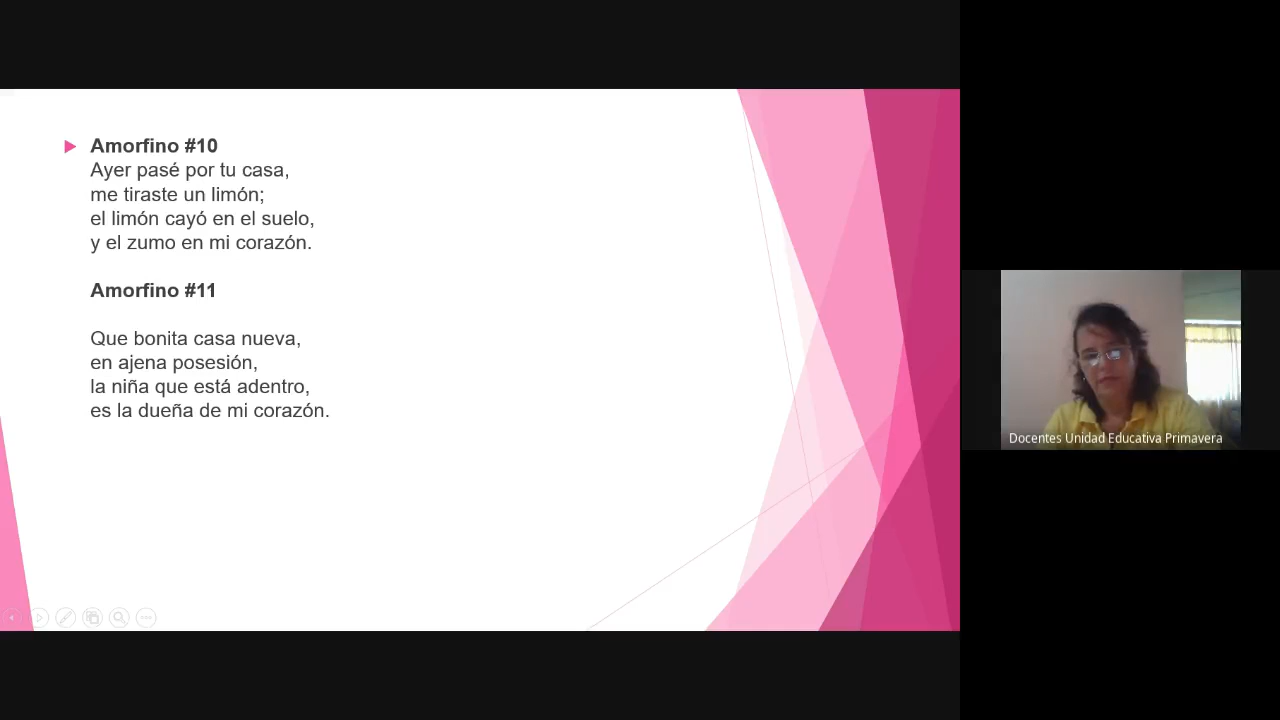 Amorfino #10
Ayer pasé por tu casa,
me tiraste un limón;
el limón cayó en el suelo,
y el zumo en mi corazón.
Amorfino #11
Que bonita casa nueva,
en ajena posesión,
la niña que está adentro,
es la dueña de mi corazón.
Docentes Unidad Educativa Primavera